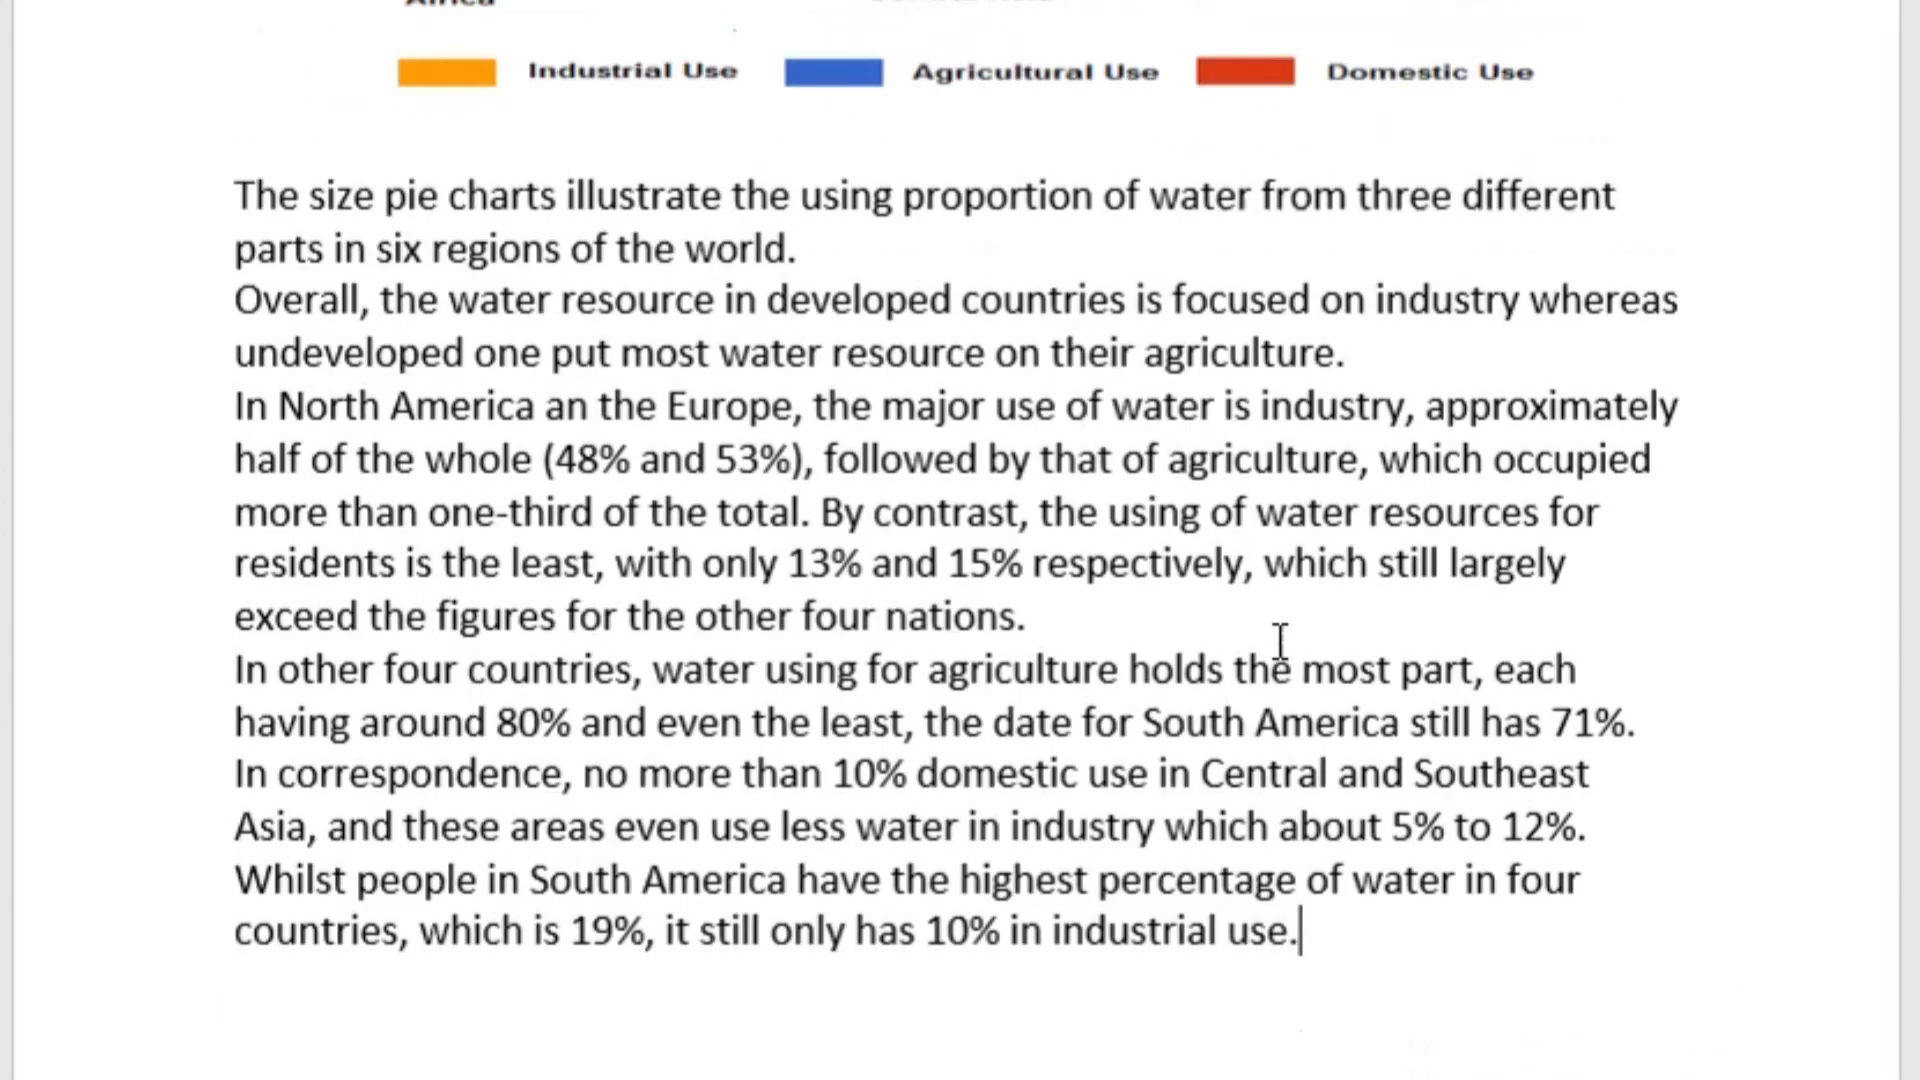 Africa
Industrial Use Agricultural Use Domestic Use
The size pie charts illustrate the using proportion of water from three different
parts in six regions of the world.
Overall, the water resource in developed countries is focused on industry whereas
undeveloped one put most water resource on their agriculture.
In North America an the Europe, the major use of water is industry, approximately
half of the whole (48% and 53%), followed by that of agriculture, which occupied
more than one-third of the total. By contrast, the using of water resources for
residents is the least, with only 13% and 15% respectively, which still largely
exceed the figures for the other four nations.
In other four countries, water using for agriculture holds the most part, each
having around 80% and even the least, the date for South America still has 71%.
In correspondence, no more than 10% domestic use in Central and Southeast
Asia, and these areas even use less water in industry which about 5% to 12%.
Whilst people in South America have the highest percentage of water in four
countries, which is 19%, it still only has 10% in industrial use.